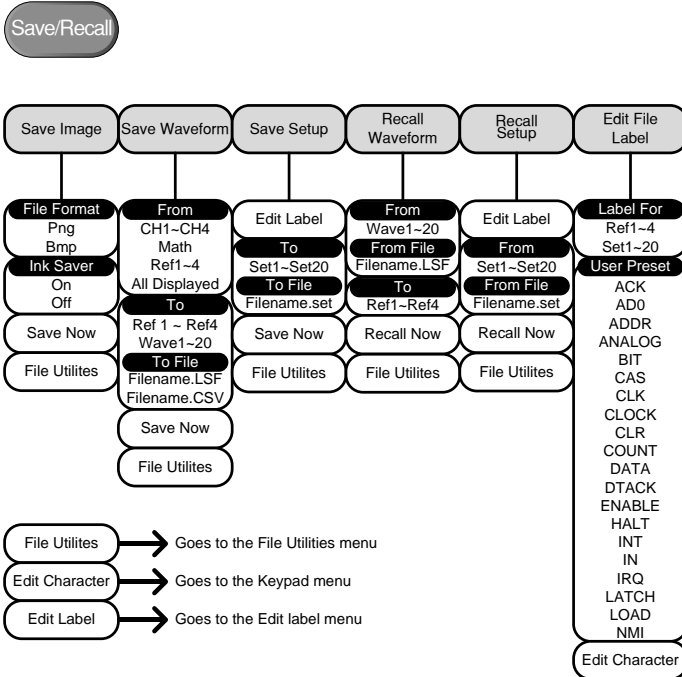 Save/Recall
Save Image
Save Waveform
Save Setup
Recall
Waveform
Recall
Setup
Edit File
Label
File Format
Png
Bmp
Ink Saver
On
Off
Save Now
File Utilites
From
CH1~CH4
Math
Ref1~4
All Displayed
To
Ref 1 ~ Ref4
Wave1~20
To File
Filename.LSF
Filename.CSV
Save Now
File Utilites
Edit Label
To
Set1~Set20
To File
Filename.set
Save Now
File Utilites
From
Wave1~20
From File
Filename.LSF
To
Ref1~Ref4
Recall Now
File Utilites
Edit Label
From
Set1~Set20
From File
Filename.set
Recall Now
File Utilites
Label For
Ref1~4
Set1~20
User Preset
ACK
AD0
ADDR
ANALOG
BIT
CAS
CLK
CLOCK
CLR
COUNT
DATA
DTACK
ENABLE
HALT
INT
IN
IRQ
LATCH
LOAD
NMI
Edit Character
File Utilites
Goes to the File Utilities menu
Edit Character
Goes to the Keypad menu
Edit Label
Goes to the Edit label menu